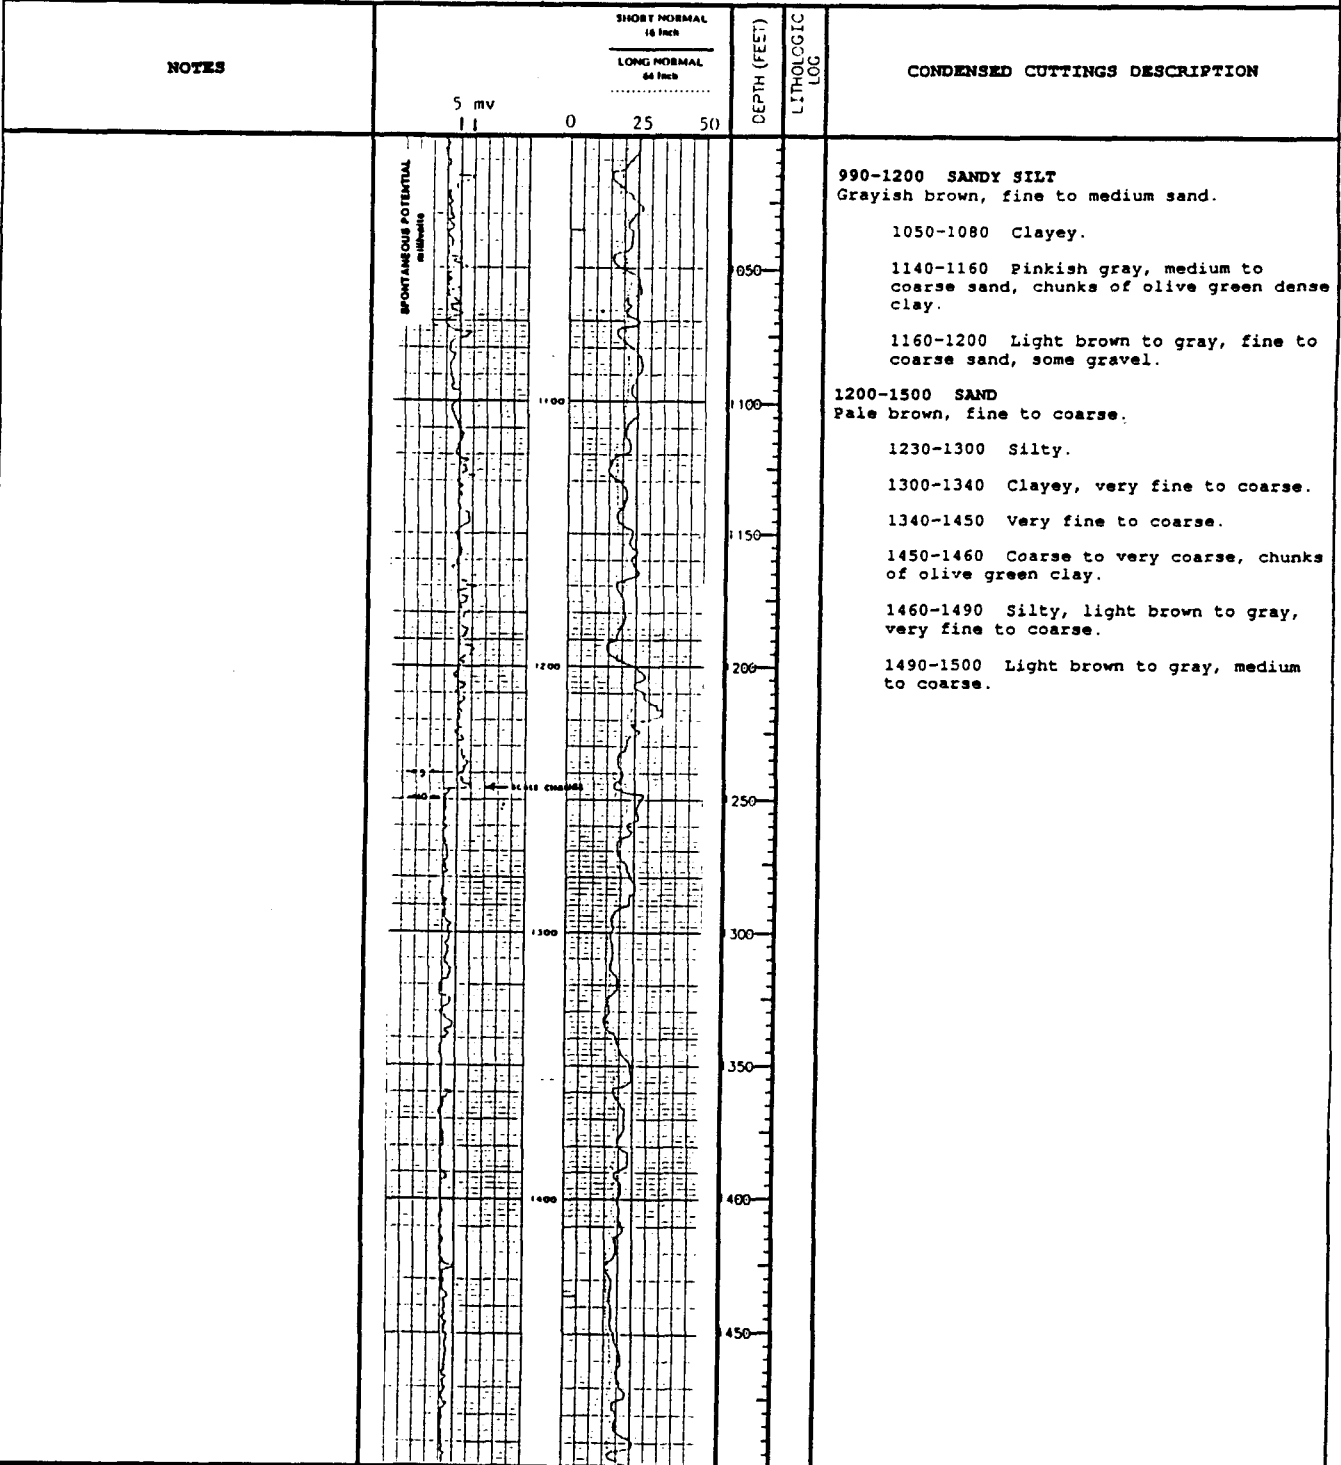 NOTES
SHORT NORMAL
16 Inch
LONG NORMAL
64 Inch
5 mv
0 25 50
DEPTH (FEET)
LITHOLOGIC
LOG
CONDENSED CUTTINGS DESCRIPTION
SPONTANEOUS POTENTIAL
millivolts
1100
1200
SCALE CHANGE
1300
1400
050
1100
1150
200
250
300
350
400
450
990-1200 SANDY SILT
Grayish brown, fine to medium sand.
1050-1080 Clayey.
1140-1160 Pinkish gray, medium to
coarse sand, chunks of olive green dense
clay.
1160-1200 Light brown to gray, fine to
coarse sand, some gravel.
1200-1500 SAND
Pale brown, fine to coarse.
1230-1300 Silty.
1300-1340 Clayey, very fine to coarse.
1340-1450 Very fine to coarse.
1450-1460 Coarse to very coarse, chunks
of olive green clay.
1460-1490 Silty, light brown to gray,
very fine to coarse.
1490-1500 Light brown to gray, medium
to coarse.